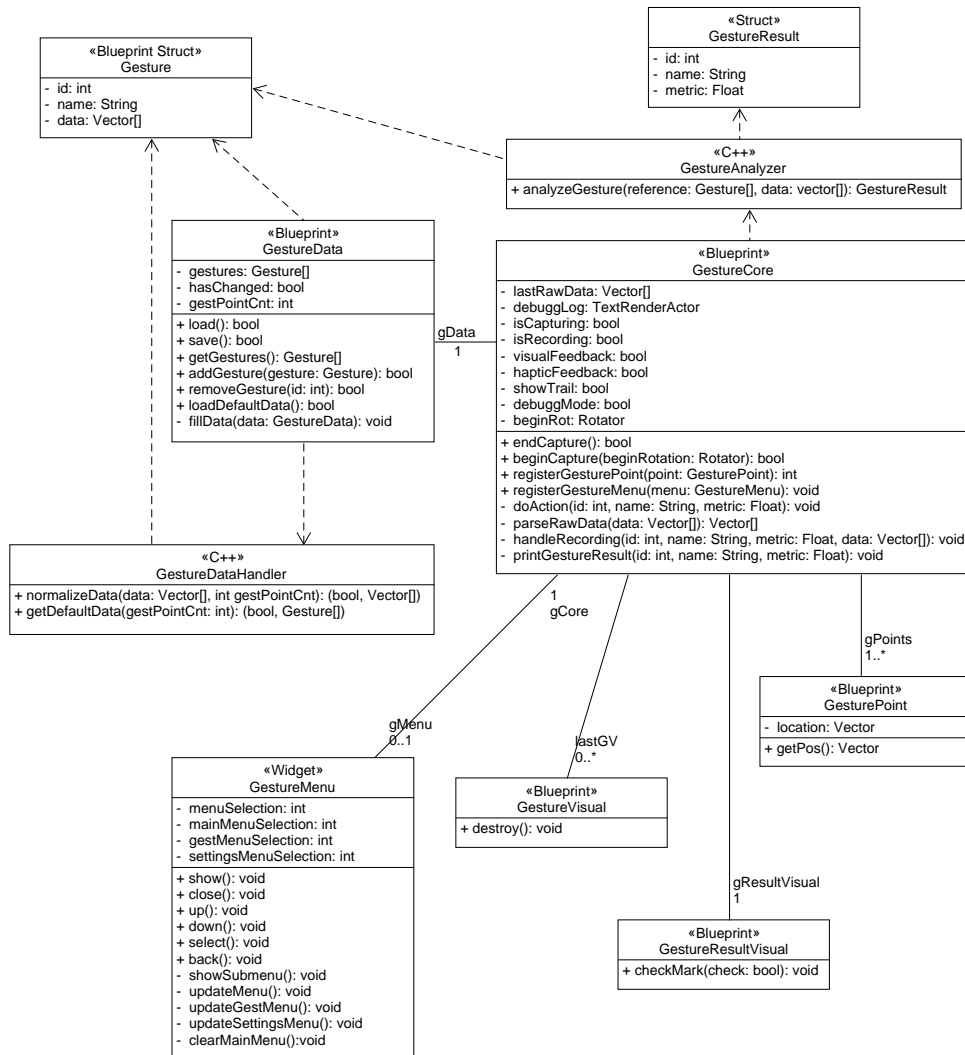 «Struct»
GestureResult
- id: int
- name: String
- metric: Float
«Blueprint Struct»
Gesture
- id: int
- name: String
- data: Vector[]
«C++»
GestureAnalyzer
+ analyzeGesture(reference: Gesture[], data: vector[]): GestureResult
«Blueprint»
GestureData
- gestures: Gesture[]
- hasChanged: bool
- gestPointCnt: int
+ load(): bool
+ save(): bool
+ getGestures(): Gesture[]
+ addGesture(gesture: Gesture): bool
+ removeGesture(id: int): bool
+ loadDefaultData(): bool
- fillData(data: GestureData): void
gData
1
«Blueprint»
GestureCore
- lastRawData: Vector[]
- debuggLog: TextRenderActor
- isCapturing: bool
- isRecording: bool
- visualFeedback: bool
- hapticFeedback: bool
- showTrail: bool
- debuggMode: bool
- beginRot: Rotator
+ endCapture(): bool
+ beginCapture(beginRotation: Rotator): bool
+ registerGesturePoint(point: GesturePoint): int
+ registerGestureMenu(menu: GestureMenu): void
- doAction(id: int, name: String, metric: Float): void
- parseRawData(data: Vector[]): Vector[]
- handleRecording(id: int, name: String, metric: Float, data: Vector[]): void
- printGestureResult(id: int, name: String, metric: Float): void
«C++»
GestureDataHandler
+ normalizeData(data: Vector[], int gestPointCnt): (bool, Vector[])
+ getDefaultData(gestPointCnt: int): (bool, Gesture[])
1
gCore
gPoints
1..*
«Blueprint»
GesturePoint
- location: Vector
+ getPos(): Vector
gMenu
0..1
lastGV
0..*
«Widget»
GestureMenu
- menuSelection: int
- mainMenuSelection: int
- gestMenuSelection: int
- settingsMenuSelection: int
+ show(): void
+ close(): void
+ up(): void
+ down(): void
+ select(): void
+ back(): void
- showSubmenu(): void
- updateMenu(): void
- updateGestMenu(): void
- updateSettingsMenu(): void
- clearMainMenu():void
«Blueprint»
GestureVisual
+ destroy(): void
gResultVisual
1
«Blueprint»
GestureResultVisual
+ checkMark(check: bool): void